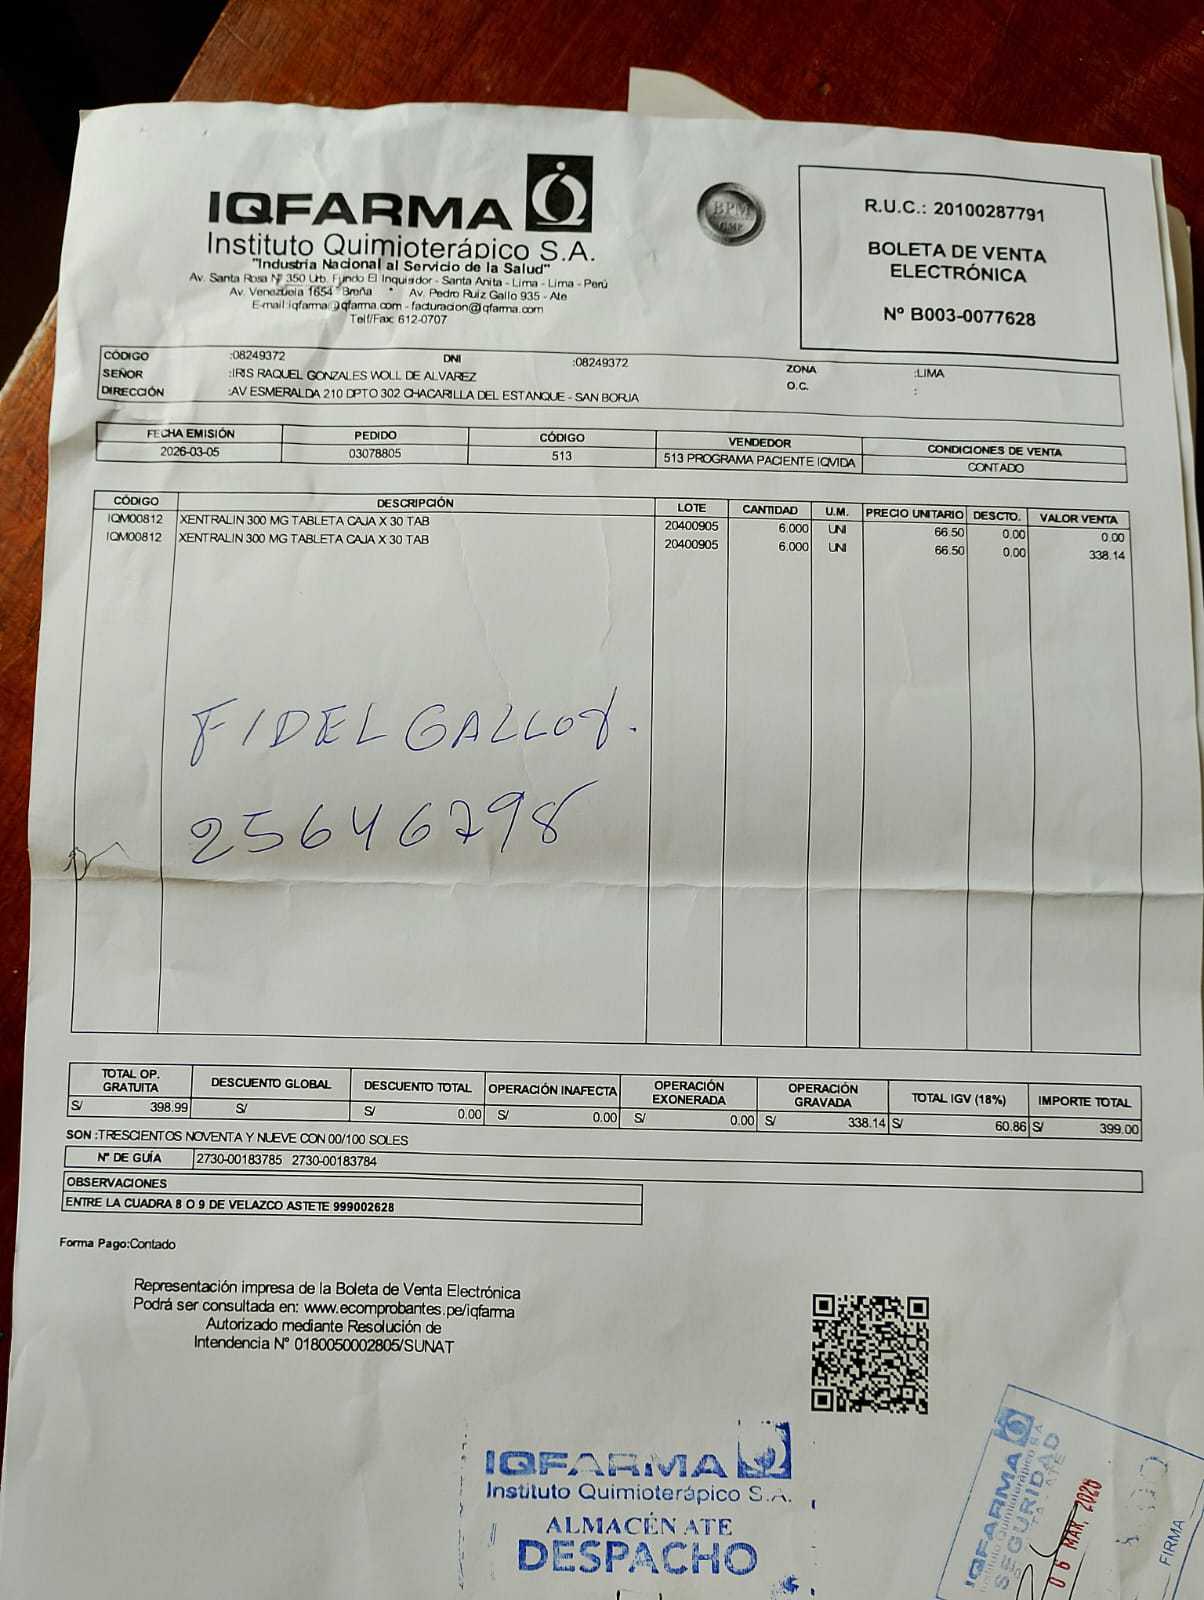 IQFARMA
Instituto Quimioterápico S.A.
"Industria Nacional al Servicio de la Salud"
Av. Santa Rosa Nº 350 Urb. Fundo El Inquisidor - Santa Anita - Lima - Lima - Perú
Av. Venezuela 1654 - Breña * Av. Pedro Ruiz Gallo 935 - Ate
E-mail:iqfarma@iqfarma.com - facturacion@iqfarma.com
Telf/Fax: 612-0707
BPM
GMP
R.U.C.: 20100287791
BOLETA DE VENTA
ELECTRÓNICA
Nº B003-0077628
CÓDIGO :08249372 DNI :08249372 ZONA :LIMA
SEÑOR :IRIS RAQUEL GONZALES WOLL DE ALVAREZ O.C. :
DIRECCIÓN :AV ESMERALDA 210 DPTO 302 CHACARILLA DEL ESTANQUE - SAN BORJA
FECHA EMISIÓN PEDIDO CÓDIGO VENDEDOR CONDICIONES DE VENTA
2026-03-05 03078805 513 513 PROGRAMA PACIENTE IQVIDA CONTADO
CÓDIGO DESCRIPCIÓN LOTE CANTIDAD U.M. PRECIO UNITARIO DESCTO. VALOR VENTA
IQM00812 XENTRALIN 300 MG TABLETA CAJA X 30 TAB 20400905 6.000 UNI 66.50 0.00 0.00
IQM00812 XENTRALIN 300 MG TABLETA CAJA X 30 TAB 20400905 6.000 UNI 66.50 0.00 338.14
FIDEL
25646798
TOTAL OP. GRATUITA DESCUENTO GLOBAL DESCUENTO TOTAL OPERACIÓN INAFECTA OPERACIÓN EXONERADA OPERACIÓN GRAVADA TOTAL IGV (18%) IMPORTE TOTAL
S/ 398.99 S/ S/ 0.00 S/ 0.00 S/ 0.00 S/ 338.14 S/ 60.86 S/ 399.00
SON :TRESCIENTOS NOVENTA Y NUEVE CON 00/100 SOLES
Nº DE GUÍA 2730-00183785 2730-00183784
OBSERVACIONES
ENTRE LA CUADRA 8 O 9 DE VELAZCO ASTETE 999002628
Forma Pago:Contado
Representación impresa de la Boleta de Venta Electrónica
Podrá ser consultada en: www.ecomprobantes.pe/iqfarma
Autorizado mediante Resolución de
Intendencia N° 0180050002805/SUNAT
IQFARMA
Instituto Quimioterápico S.A.
ALMACÉN ATE
DESPACHO
IQFARMA
Instituto Quimioterápico S.A.
SEGURIDAD
06 MAR. 2026
FIRMA